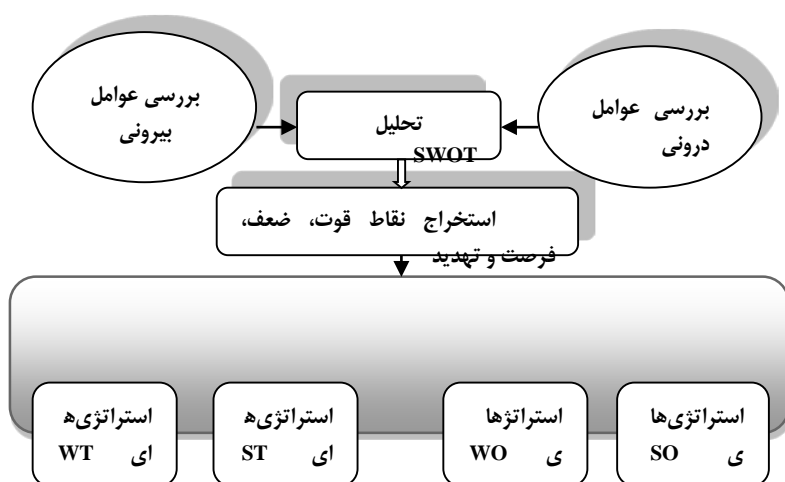 بررسی عوامل
درونی
بررسی عوامل
بیرونی
تحلیل
SWOT
استخراج نقاط قوت، ضعف،
فرصت و تهدید
استراتژی‌ها
ی SO
استراتژها
ی WO
استراتژی‌ه
ای ST
استراتژی‌ه
ای WT